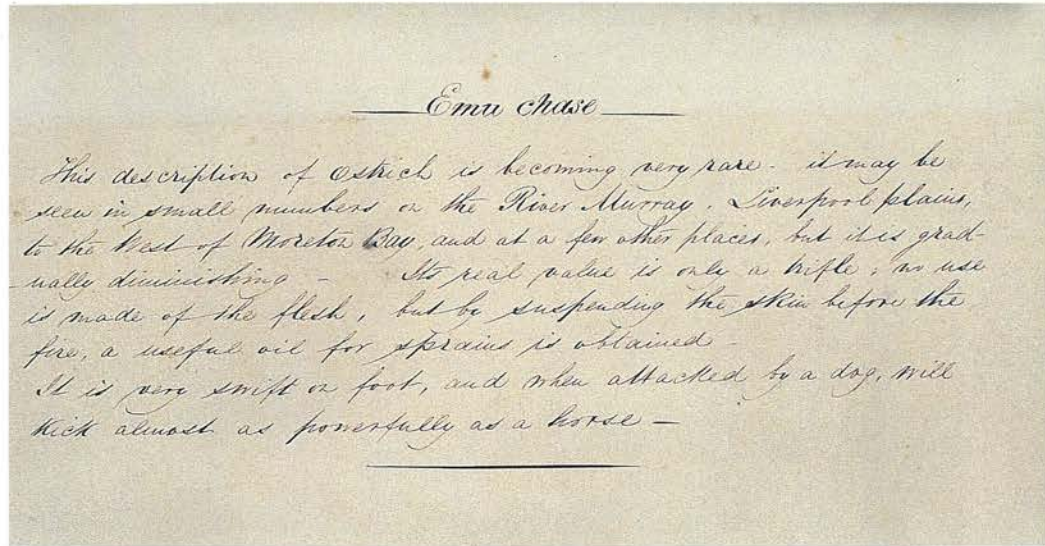 Emu chase
This description of Ostrich is becoming very rare - it may be
seen in small numbers on the River Murray, Liverpool plains,
to the West of Moreton Bay, and at a few other places, but it is grad-
-ually diminishing - Its real value is only a trifle; no use
is made of the flesh, but by suspending the skin before the
fire, a useful oil for sprains is obtained -
It is very swift on foot, and when attacked by a dog, will
kick almost as powerfully as a horse -